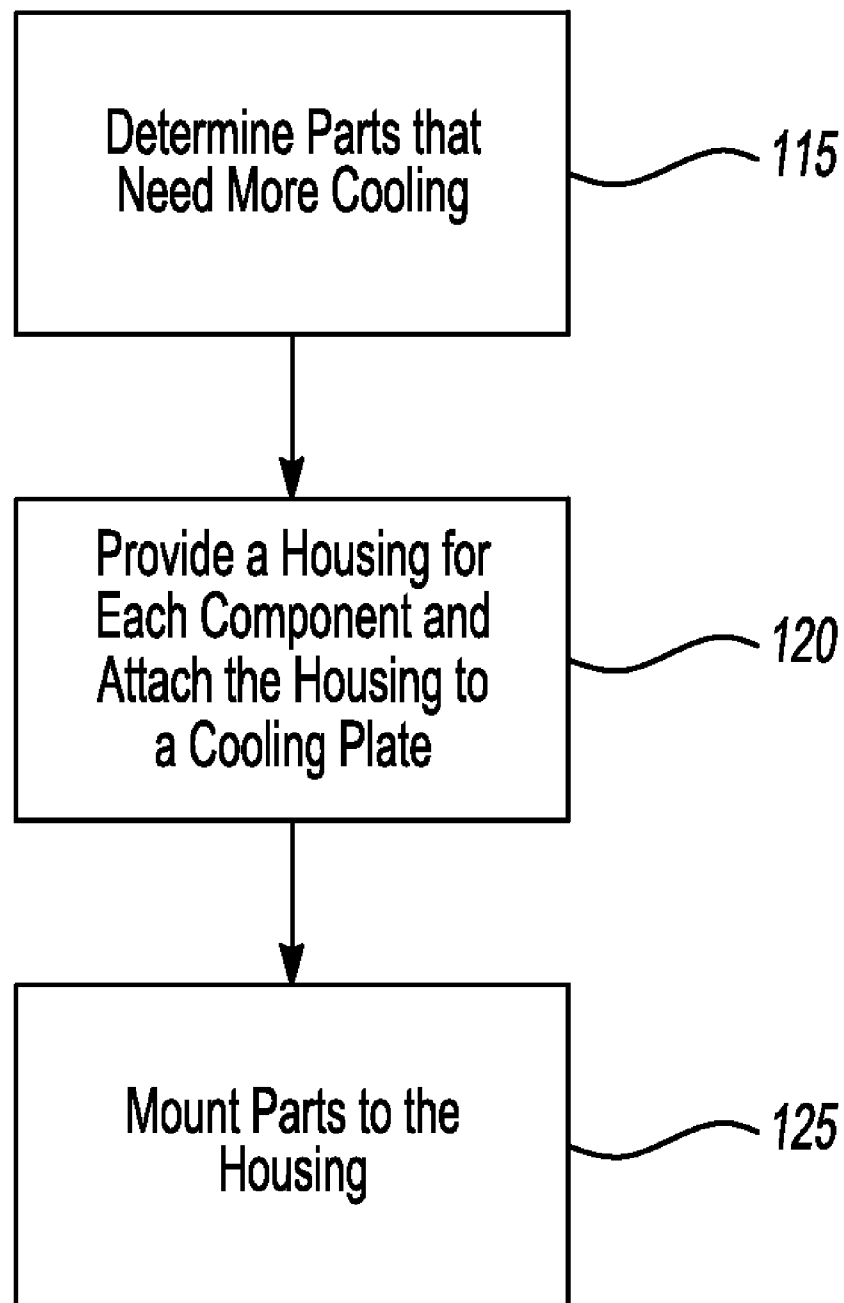 Determine Parts that
Need More Cooling
115
Provide a Housing for
Each Component and
Attach the Housing to
a Cooling Plate
120
Mount Parts to the
Housing
125